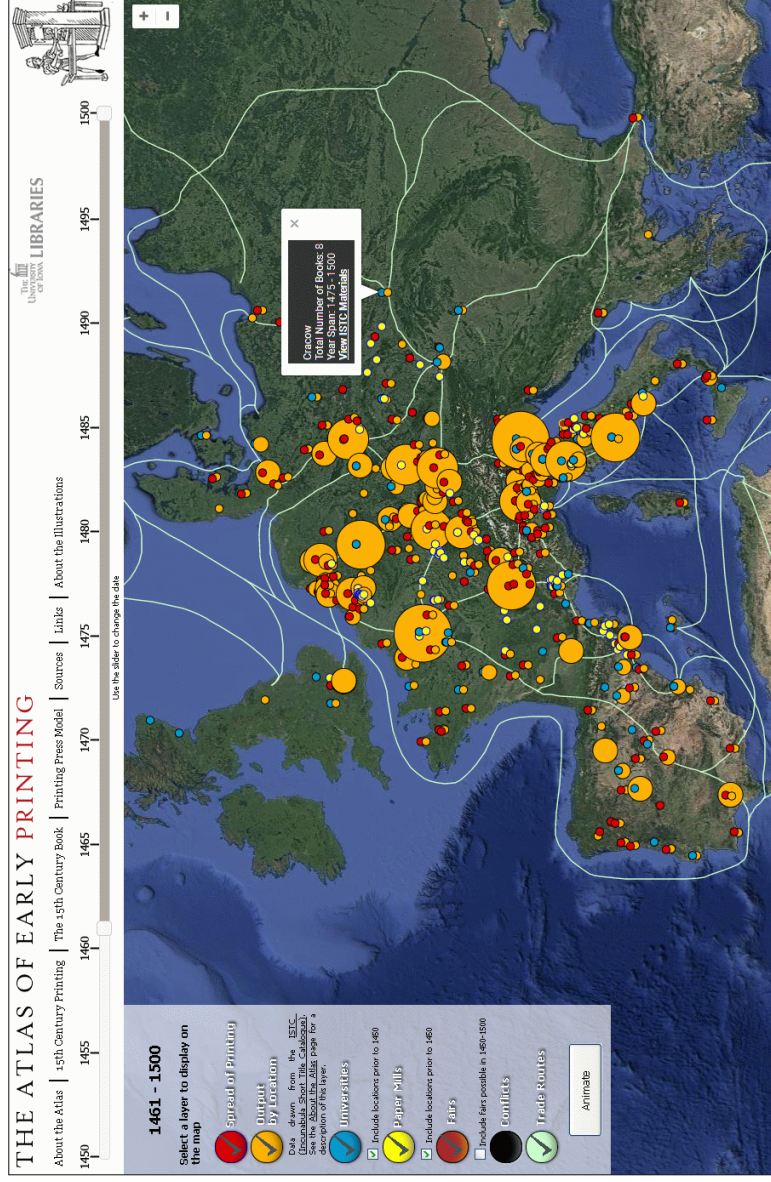 THE ATLAS OF EARLY PRINTING
THE UNIVERSITY OF IOWA LIBRARIES
About the Atlas | 15th Century Printing | The 15th Century Book | Printing Press Model | Sources | Links | About the Illustrations
1450 1455 1460 1465 1470 1475 1480 1485 1490 1495 1500
Use the slider to change the date
+
−
1461 - 1500
Select a layer to display on
the map
Spread of Printing
Output
by Location
Data drawn from the ISTC
(Incunabula Short Title Catalogue).
See the About the Atlas page for a
description of this layer.
Universities
Include locations prior to 1450
Paper Mills
Include locations prior to 1450
Fairs
Include fairs possible in 1450-1500
Conflicts
Trade Routes
Animate
×
Cracow
Total Number of Books: 8
Year Span: 1475 -1500
View ISTC Materials